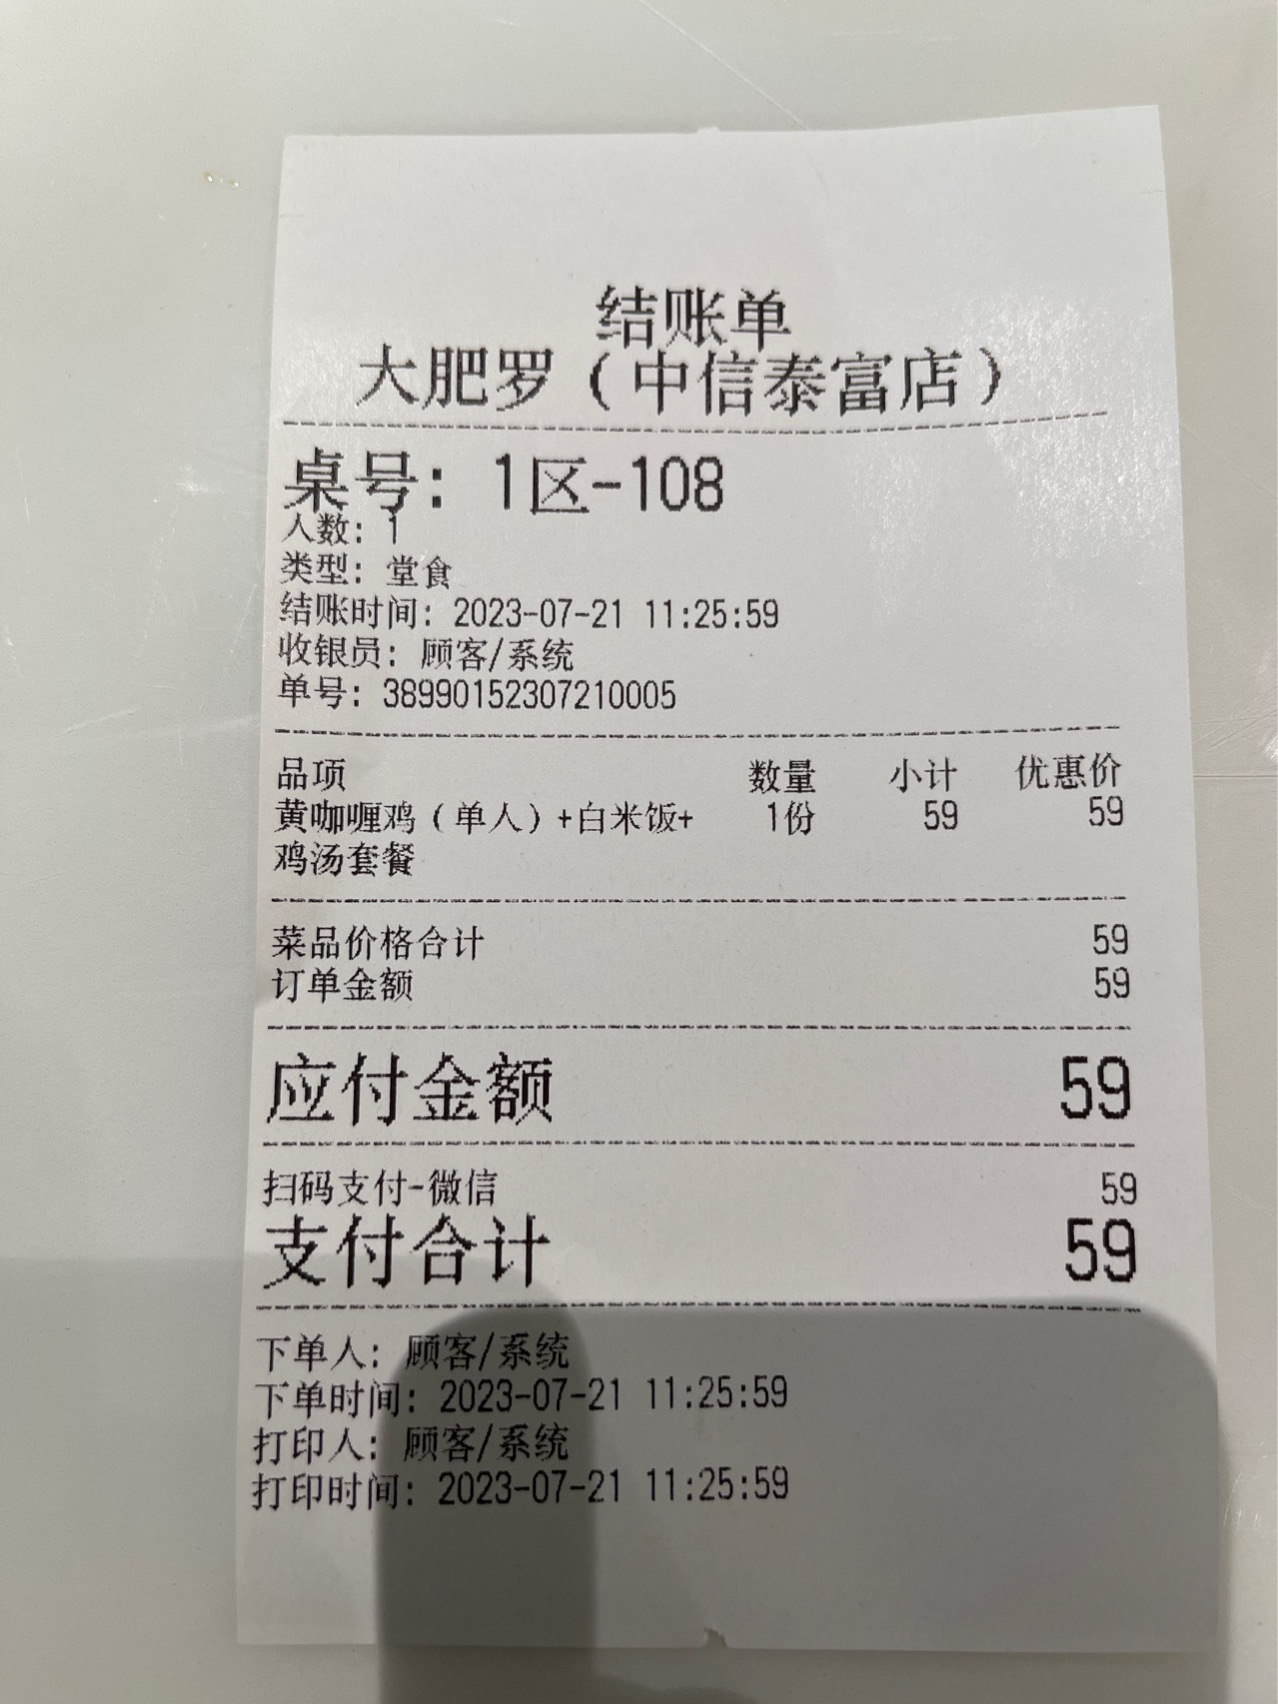 结账单
大肥罗（中信泰富店）
桌号：1区-108
人数：1
类型：堂食
结账时间：2023-07-21 11:25:59
收银员：顾客/系统
单号：38990152307210005
品项 数量 小计 优惠价
黄咖喱鸡（单人）+白米饭+ 1份 59 59
鸡汤套餐
菜品价格合计 59
订单金额 59
应付金额 59
扫码支付-微信 59
支付合计 59
下单人：顾客/系统
下单时间：2023-07-21 11:25:59
打印人：顾客/系统
打印时间：2023-07-21 11:25:59